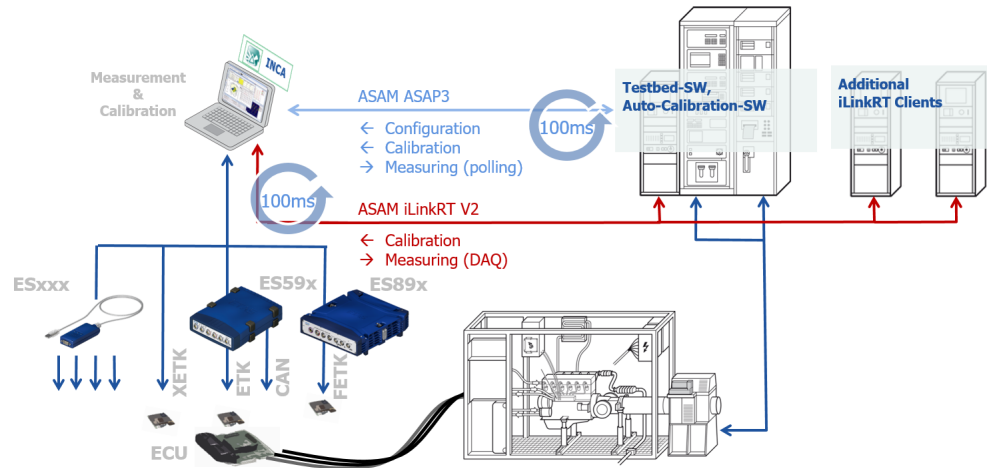 INCA
Measurement
&
Calibration
ASAM ASAP3
← Configuration
← Calibration
→ Measuring (polling)
100ms
Testbed-SW,
Auto-Calibration-SW
Additional
iLinkRT Clients
100ms
ASAM iLinkRT V2
← Calibration
→ Measuring (DAQ)
ESxxx
ES59x
ES89x
XETK
ETK
CAN
FETK
ECU